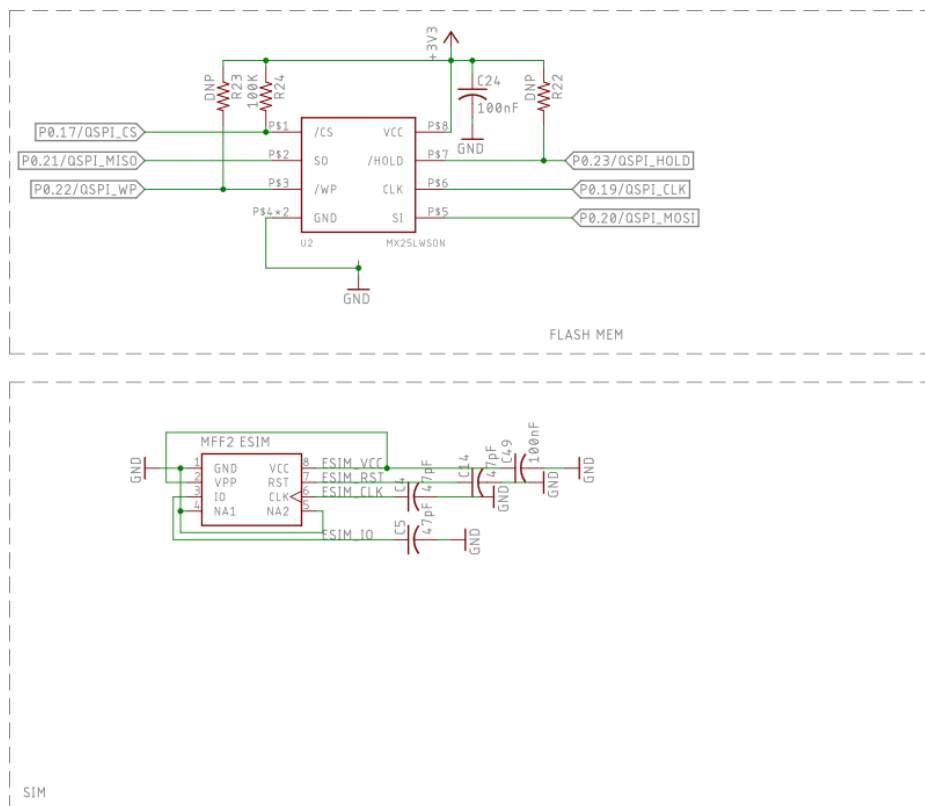 +3V3
DNP
R23
100K
R24
C24
100nF
DNP
R22
GND
P0.17/QSPI_CS
P$1
/CS
VCC
P$8
P0.21/QSPI_MISO
P$2
SO
/HOLD
P$7
P0.23/QSPI_HOLD
P0.22/QSPI_WP
P$3
/WP
CLK
P$6
P0.19/QSPI_CLK
P$4*2
GND
SI
P$5
P0.20/QSPI_MOSI
U2
MX25LWSON
GND
FLASH MEM
MFF2 ESIM
GND
1
GND
VCC
8
ESIM_VCC
C49
100nF
GND
2
VPP
RST
7
ESIM_RST
C14
47pF
GND
3
IO
CLK
6
ESIM_CLK
C4
47pF
GND
4
NA1
NA2
5
ESIM_IO
C5
47pF
GND
SIM